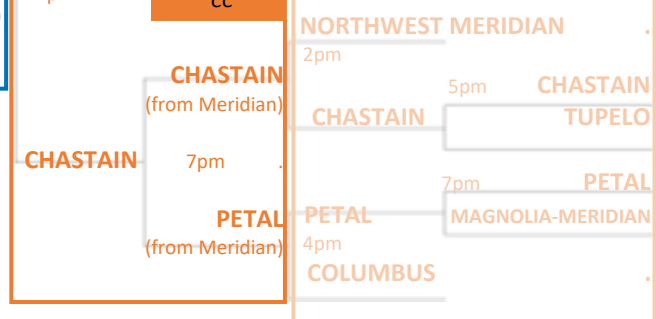 cc
NORTHWEST MERIDIAN .
2pm
CHASTAIN
(from Meridian)
5pm CHASTAIN
CHASTAIN
TUPELO
CHASTAIN 7pm .
7pm PETAL
PETAL
(from Meridian)
PETAL
MAGNOLIA-MERIDIAN
4pm
COLUMBUS .